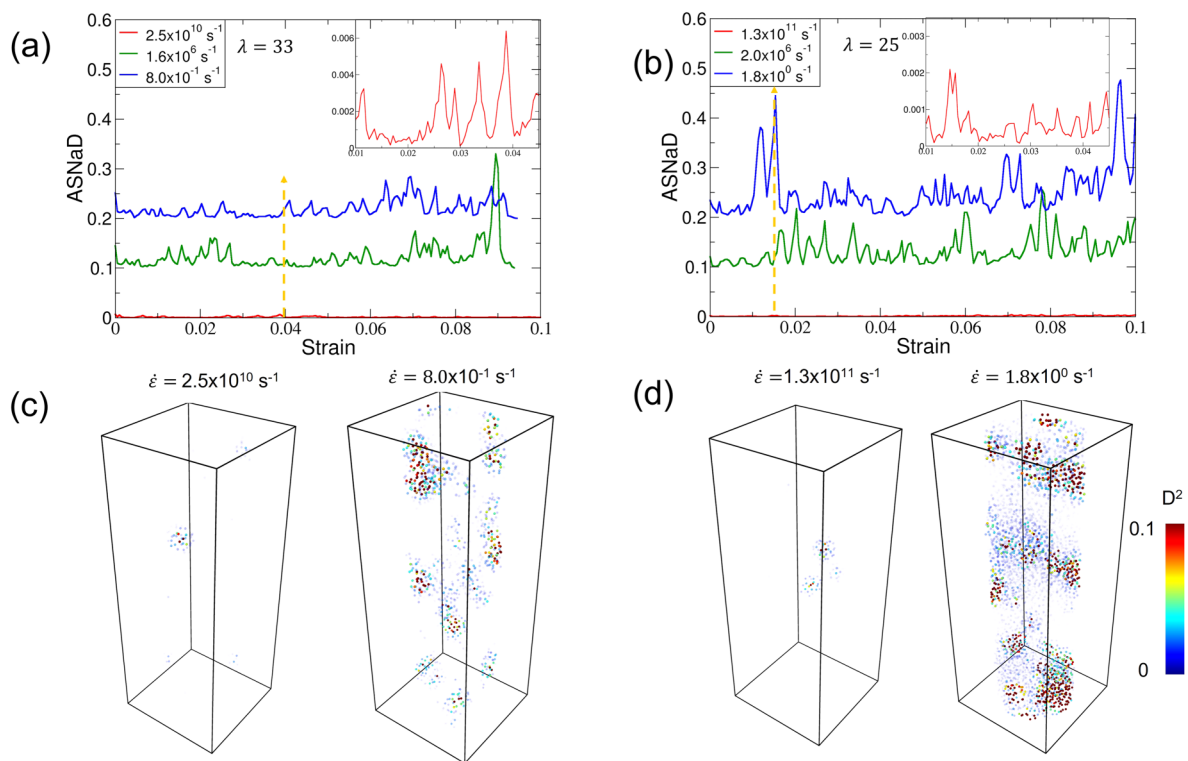 (a)
2.5x10¹⁰ s⁻¹
1.6x10⁶ s⁻¹
8.0x10⁻¹ s⁻¹
λ = 33
0.006
0.004
0.002
0
0.01 0.02 0.03 0.04
0.6
0.5
0.4
0.3
0.2
0.1
0
ASNaD
0 0.02 0.04 0.06 0.08 0.1
Strain
(b)
1.3x10¹¹ s⁻¹
2.0x10⁶ s⁻¹
1.8x10⁰ s⁻¹
λ = 25
0.003
0.002
0.001
0
0.01 0.02 0.03 0.04
0.6
0.5
0.4
0.3
0.2
0.1
0
ASNaD
0 0.02 0.04 0.06 0.08 0.1
Strain
(c)
ε̇ = 2.5x10¹⁰ s⁻¹
ε̇ = 8.0x10⁻¹ s⁻¹
(d)
ε̇ =1.3x10¹¹ s⁻¹
ε̇ = 1.8x10⁰ s⁻¹
D²
0.1
0